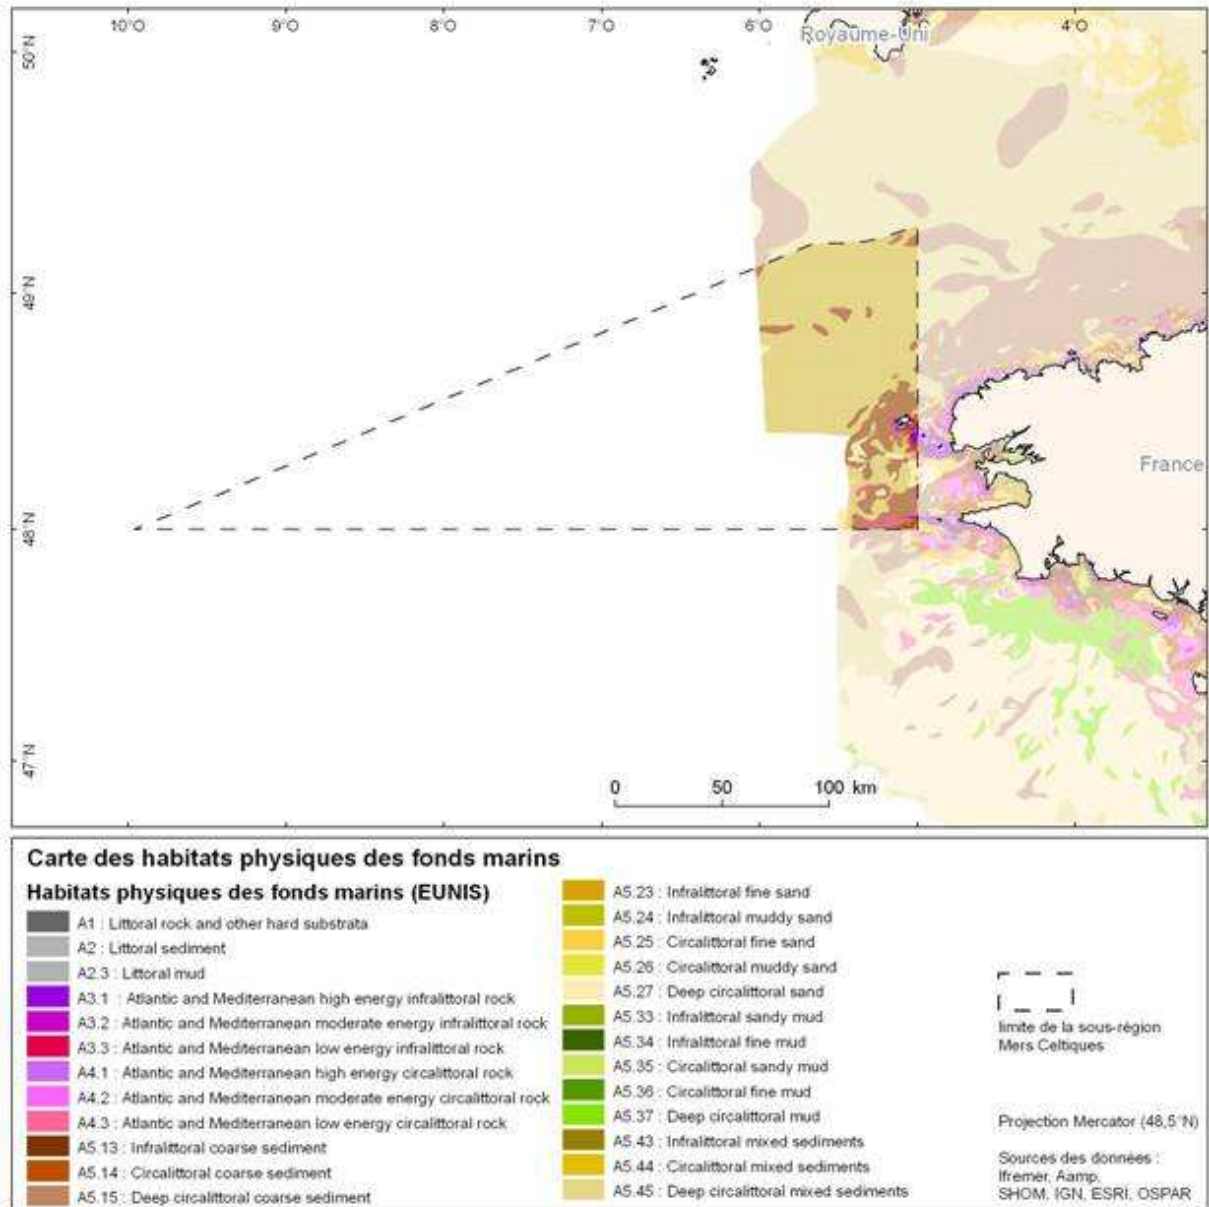 10°O 9°O 8°O 7°O 6°O 4°O
50°N
Royaume-Uni
49°N
France
48°N
47°N
0 50 100 km
Carte des habitats physiques des fonds marins
Habitats physiques des fonds marins (EUNIS)
A1 : Littoral rock and other hard substrata
A2 : Littoral sediment
A2.3 : Littoral mud
A3.1 : Atlantic and Mediterranean high energy infralittoral rock
A3.2 : Atlantic and Mediterranean moderate energy infralittoral rock
A3.3 : Atlantic and Mediterranean low energy infralittoral rock
A4.1 : Atlantic and Mediterranean high energy circalittoral rock
A4.2 : Atlantic and Mediterranean moderate energy circalittoral rock
A4.3 : Atlantic and Mediterranean low energy circalittoral rock
A5.13 : Infralittoral coarse sediment
A5.14 : Circalittoral coarse sediment
A5.15 : Deep circalittoral coarse sediment
A5.23 : Infralittoral fine sand
A5.24 : Infralittoral muddy sand
A5.25 : Circalittoral fine sand
A5.26 : Circalittoral muddy sand
A5.27 : Deep circalittoral sand
A5.33 : Infralittoral sandy mud
A5.34 : Infralittoral fine mud
A5.35 : Circalittoral sandy mud
A5.36 : Circalittoral fine mud
A5.37 : Deep circalittoral mud
A5.43 : Infralittoral mixed sediments
A5.44 : Circalittoral mixed sediments
A5.45 : Deep circalittoral mixed sediments
limite de la sous-région
Mers Celtiques
Projection Mercator (48,5°N)
Sources des données :
Ifremer, Aamp,
SHOM, IGN, ESRI, OSPAR